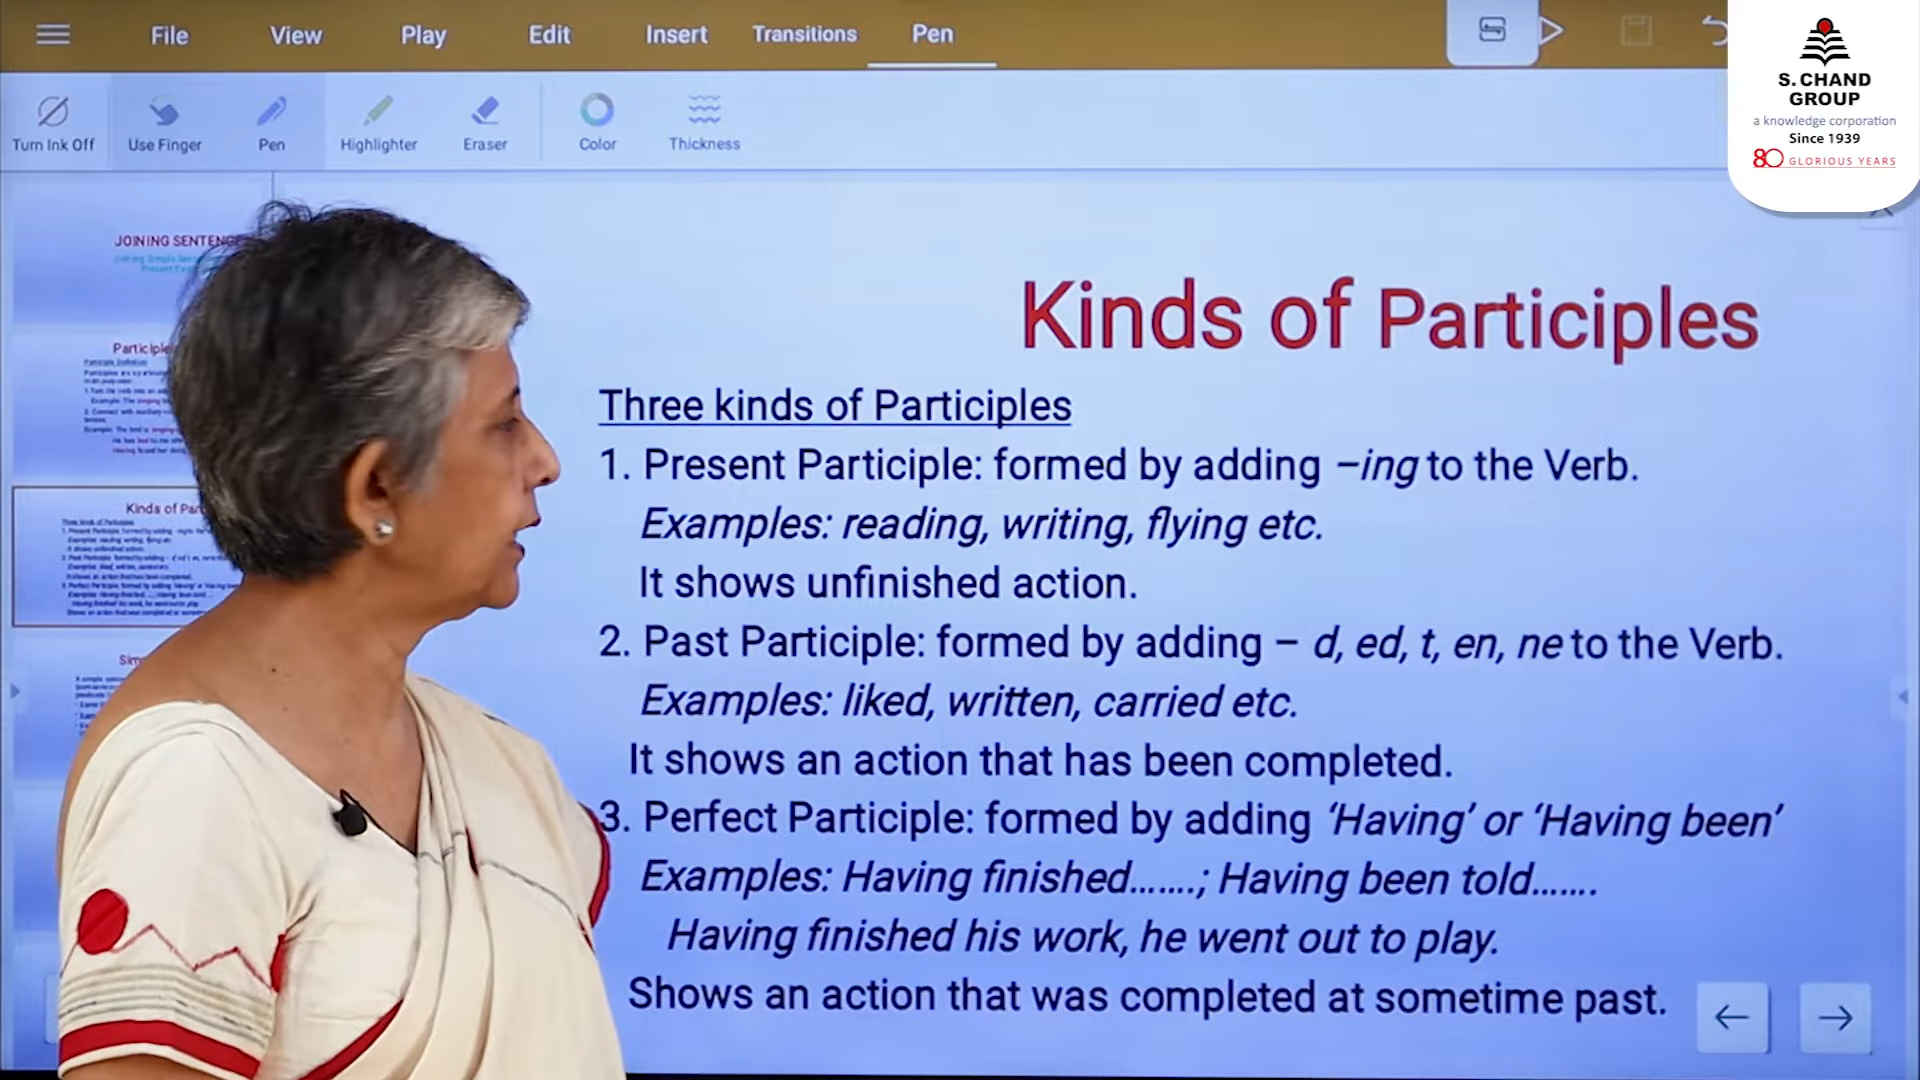 File View Play Edit Insert Transitions Pen
Turn Ink Off Use Finger Pen Highlighter Eraser Color Thickness
S. CHAND
GROUP
a knowledge corporation
Since 1939
80 GLORIOUS YEARS
JOINING SENTENC
Participle
Kinds of Par
Kinds of Participles
Three kinds of Participles
1. Present Participle: formed by adding –ing to the Verb.
Examples: reading, writing, flying etc.
It shows unfinished action.
2. Past Participle: formed by adding – d, ed, t, en, ne to the Verb.
Examples: liked, written, carried etc.
It shows an action that has been completed.
3. Perfect Participle: formed by adding ‘Having’ or ‘Having been’
Examples: Having finished…….; Having been told…….
Having finished his work, he went out to play.
Shows an action that was completed at sometime past.